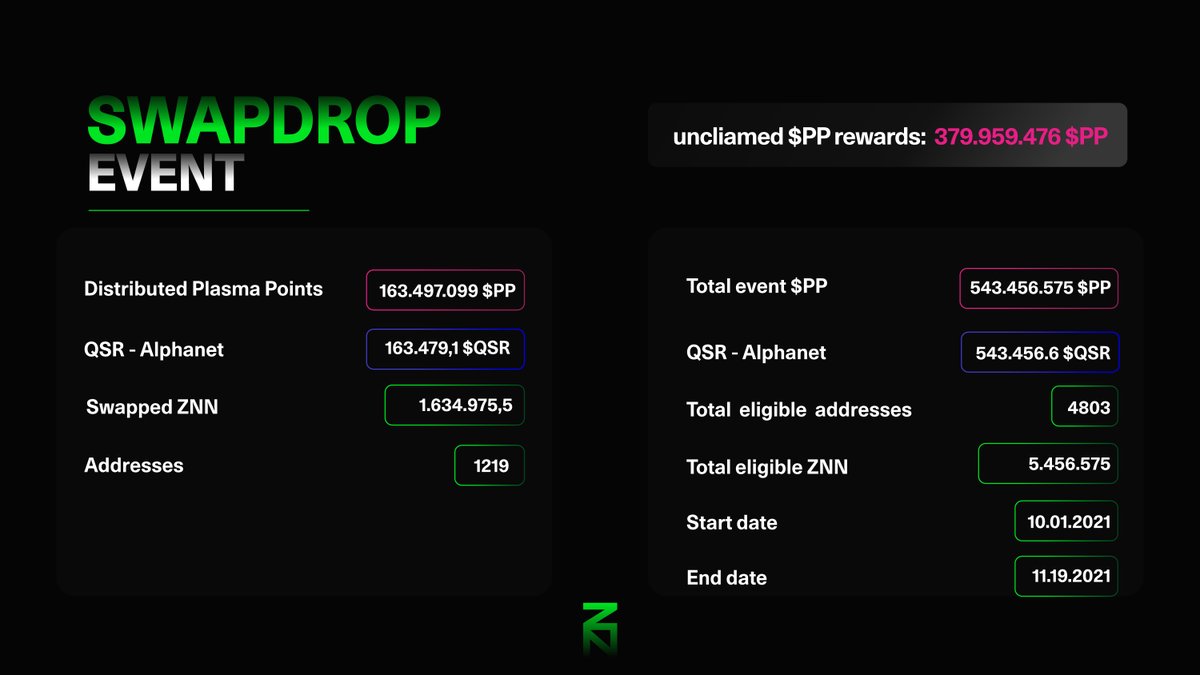 SWAPDROP
EVENT
uncliamed $PP rewards: 379.959.476 $PP
Distributed Plasma Points 163.497.099 $PP
QSR - Alphanet 163.479,1 $QSR
Swapped ZNN 1.634.975,5
Addresses 1219
Total event $PP 543.456.575 $PP
QSR - Alphanet 543.456.6 $QSR
Total eligible addresses 4803
Total eligible ZNN 5.456.575
Start date 10.01.2021
End date 11.19.2021